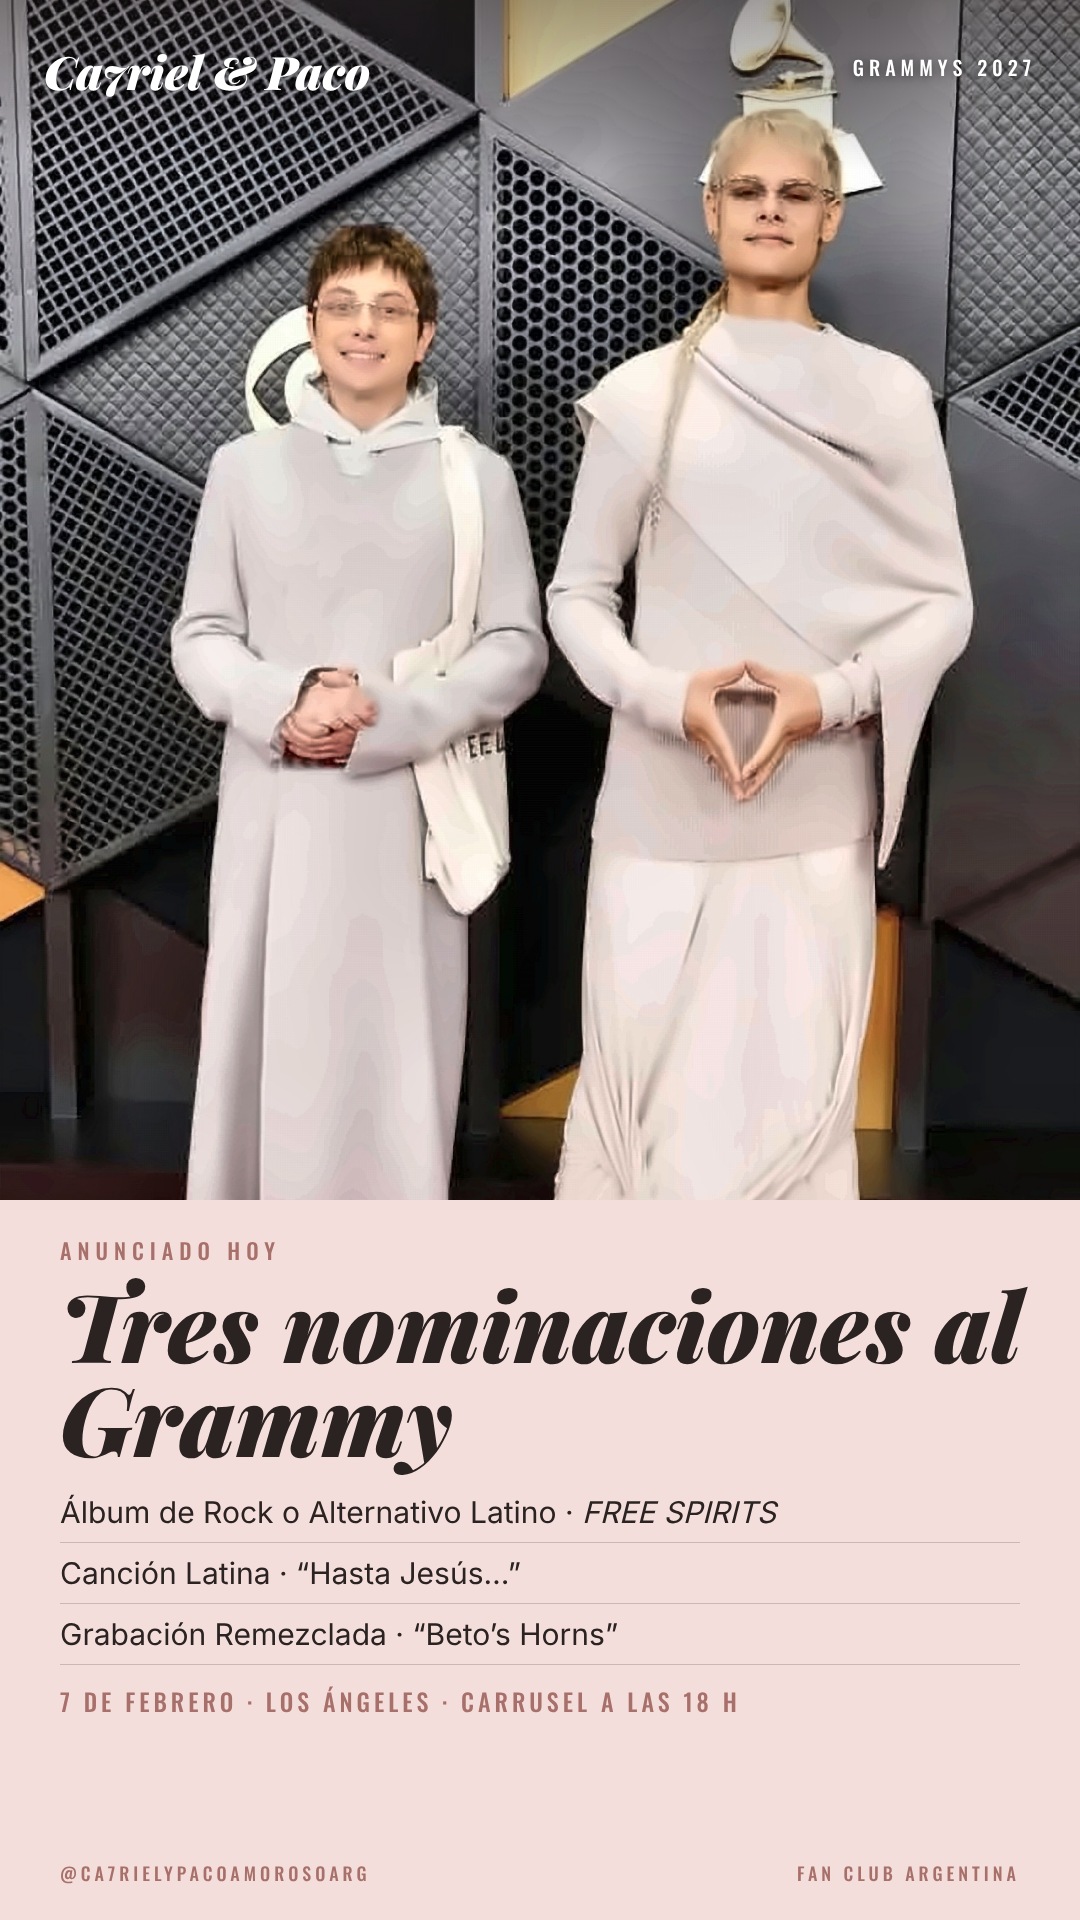 Ca7riel & Paco
GRAMMYS 2027
EEL
ANUNCIADO HOY
Tres nominaciones al
Grammy
Álbum de Rock o Alternativo Latino · FREE SPIRITS
Canción Latina · “Hasta Jesús…”
Grabación Remezclada · “Beto’s Horns”
7 DE FEBRERO · LOS ÁNGELES · CARRUSEL A LAS 18 H
@CA7RIELYPACOAMOROSOARG
FAN CLUB ARGENTINA